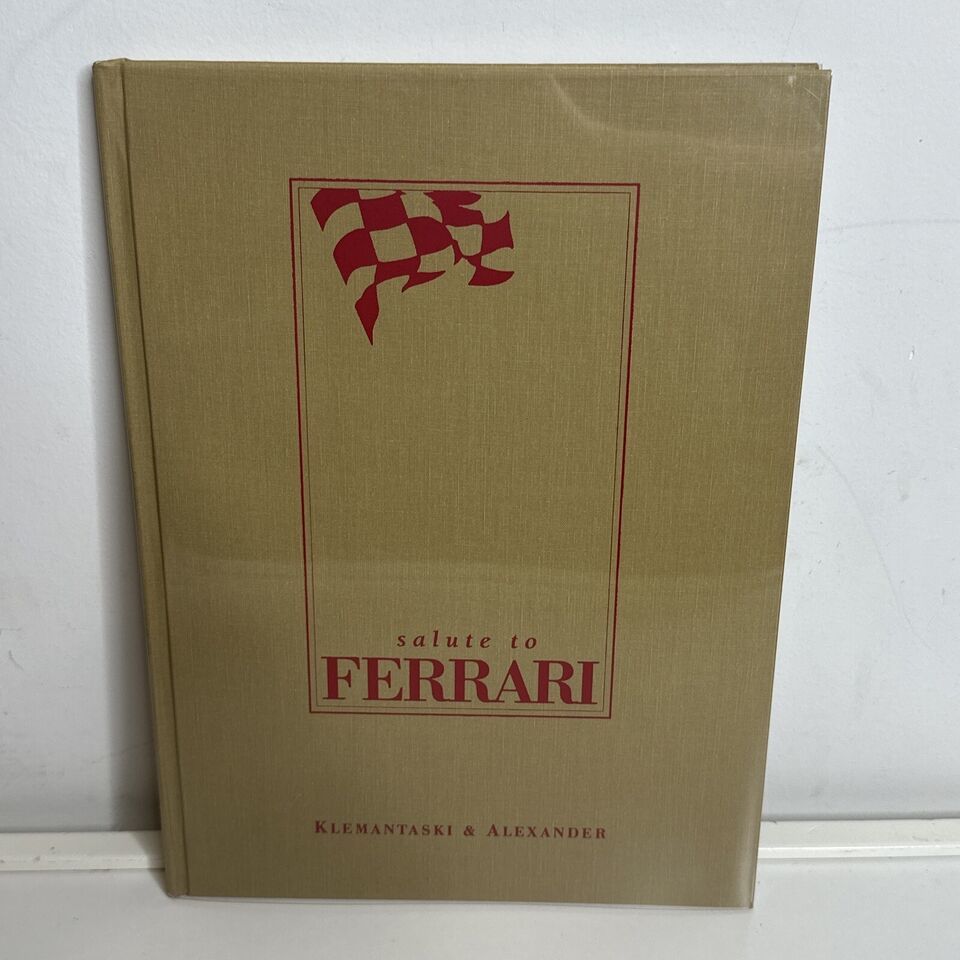 salute to
FERRARI
KLEMANTASKI & ALEXANDER